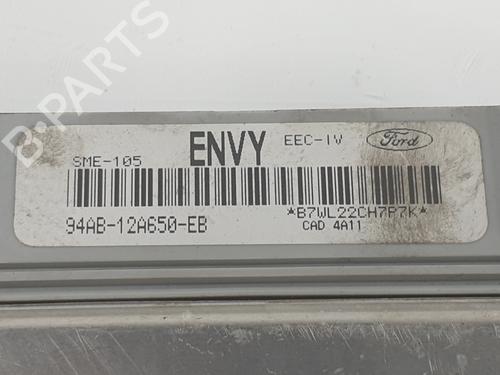 ENVY EEC-IV Ford
SME-105
94AB-12A650-EB *B7WL22CH7P7K*
CAD 4A11
B-Parts